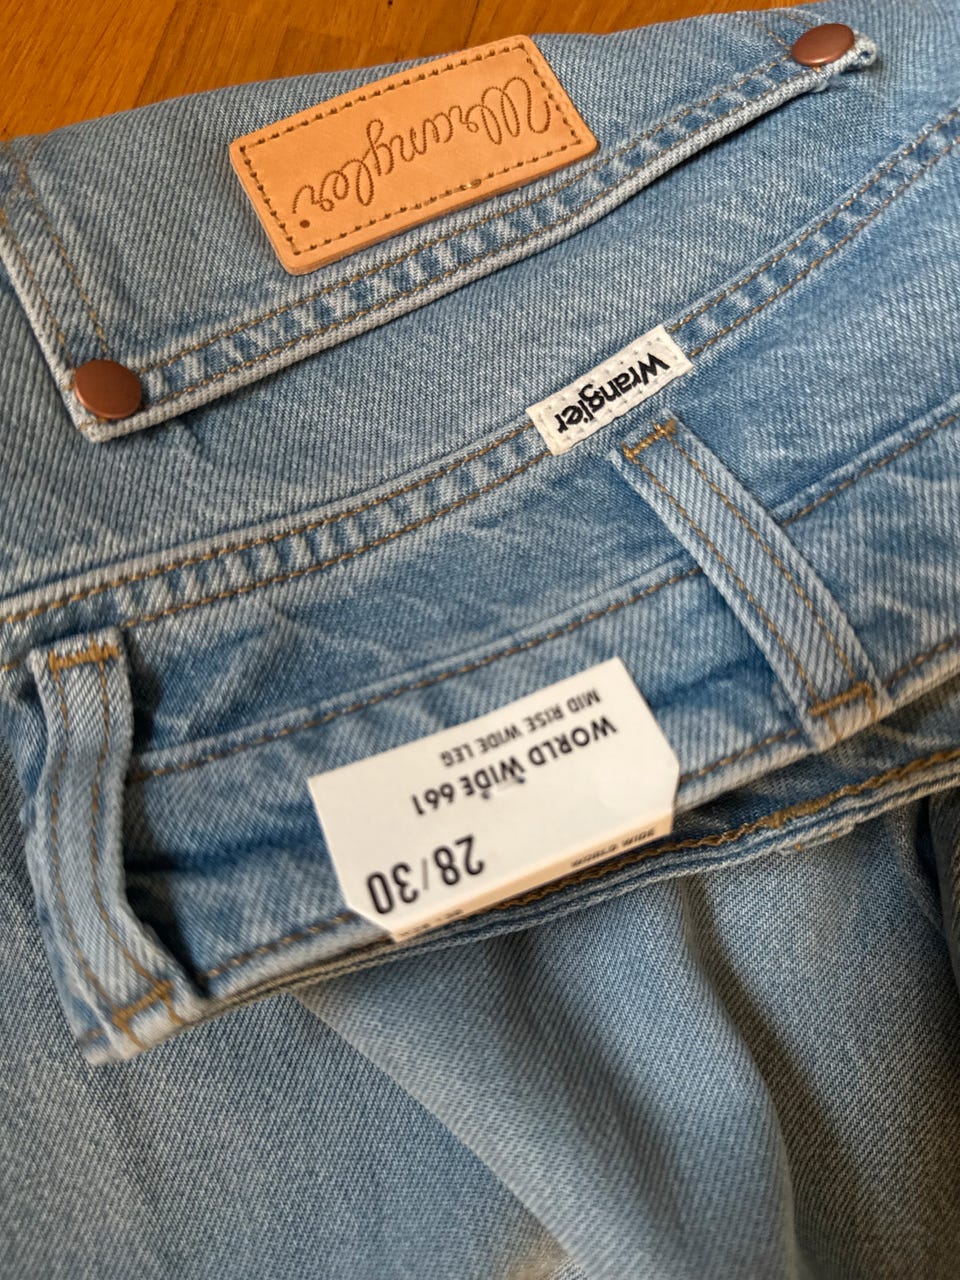 Wrangler
Wrangler
WORLD WIDE 661
MID RISE WIDE LEG
28/30